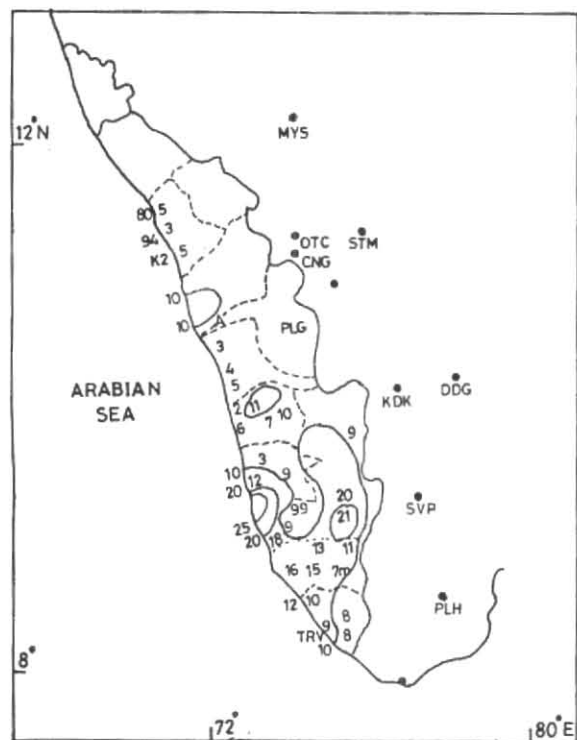 12°N
MYS
80 5
3
94
OTC STM
5
K2
CNG
10
10 A
PLG
3
4
5
ARABIAN
SEA
KDK DDG
2 11 10
6 7
9
3
10 9
12
20
20
99
SVP
21
25 9
20 18 13 11
16 15 7m
12 10
PLH
8
9
TRV 8
10
8°
72° 80°E